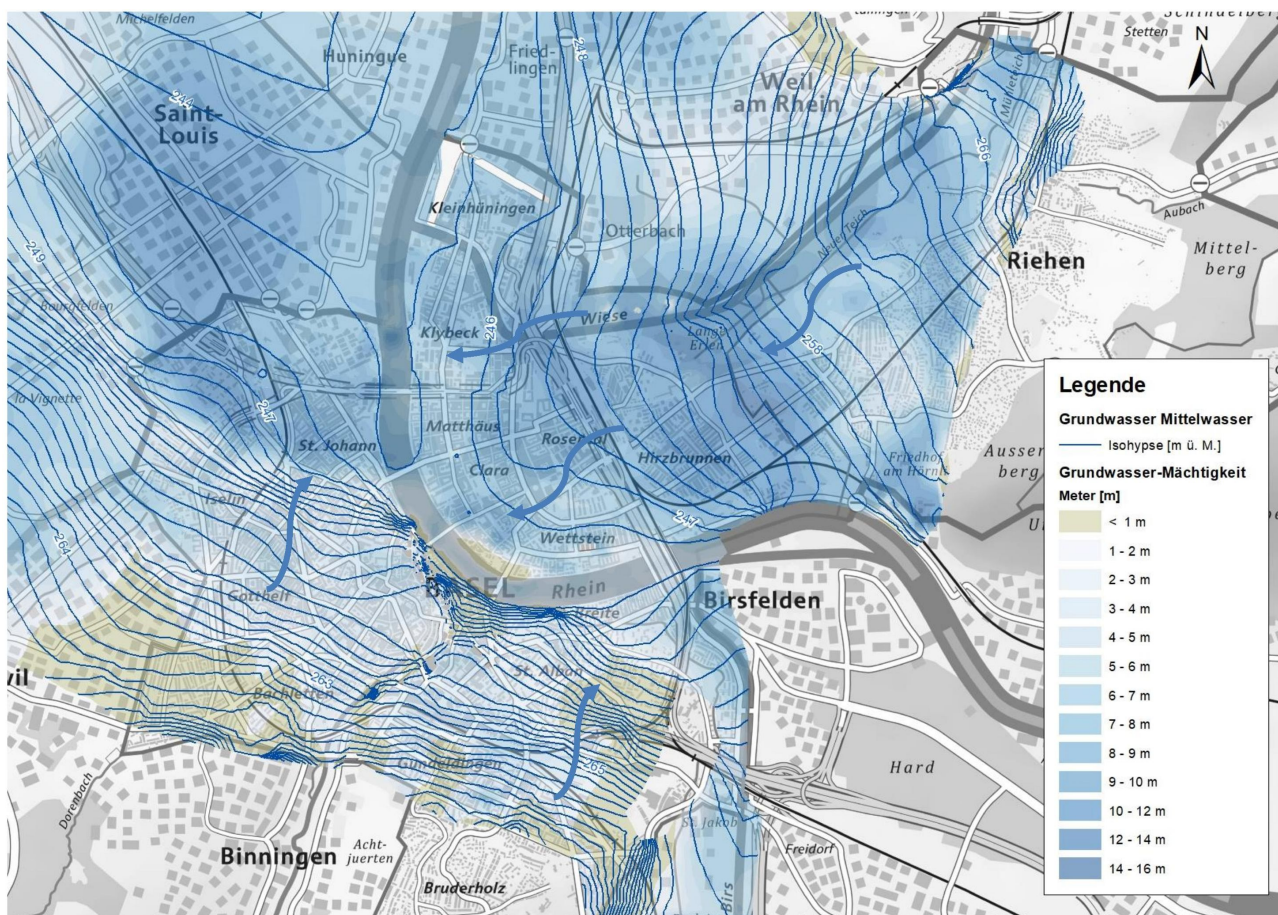 Michelfelden
Huningue
Fried-
lingen
248
Weil
am Rhein
Stetten
N
244
Saint-
Louis
Mühleteich
266
Kleinhüningen
Otterbach
Neuer Teich
Aubach
Mittel-
berg
Riehen
249
Bourgfelden
Klybeck
246
Wiese
Lange
Erlen
258
la Vignette
247
St. Johann
Matthäus
Rosental
Clara
Hirzbrunnen
Friedhof
am Hörnli
Ausser-
berg
Iselin
247
Wettstein
264
Gotthelf
BASEL
Rhein
Breite
Birsfelden
St. Alban
wil
263
Bachletten
Gundeldingen
265
Hard
Dorenbach
Binningen
Acht-
juerten
Bruderholz
St. Jakob
Freidorf
Birs
Legende
Grundwasser Mittelwasser
Isohypse [m ü. M.]
Grundwasser-Mächtigkeit
Meter [m]
< 1 m
1 - 2 m
2 - 3 m
3 - 4 m
4 - 5 m
5 - 6 m
6 - 7 m
7 - 8 m
8 - 9 m
9 - 10 m
10 - 12 m
12 - 14 m
14 - 16 m